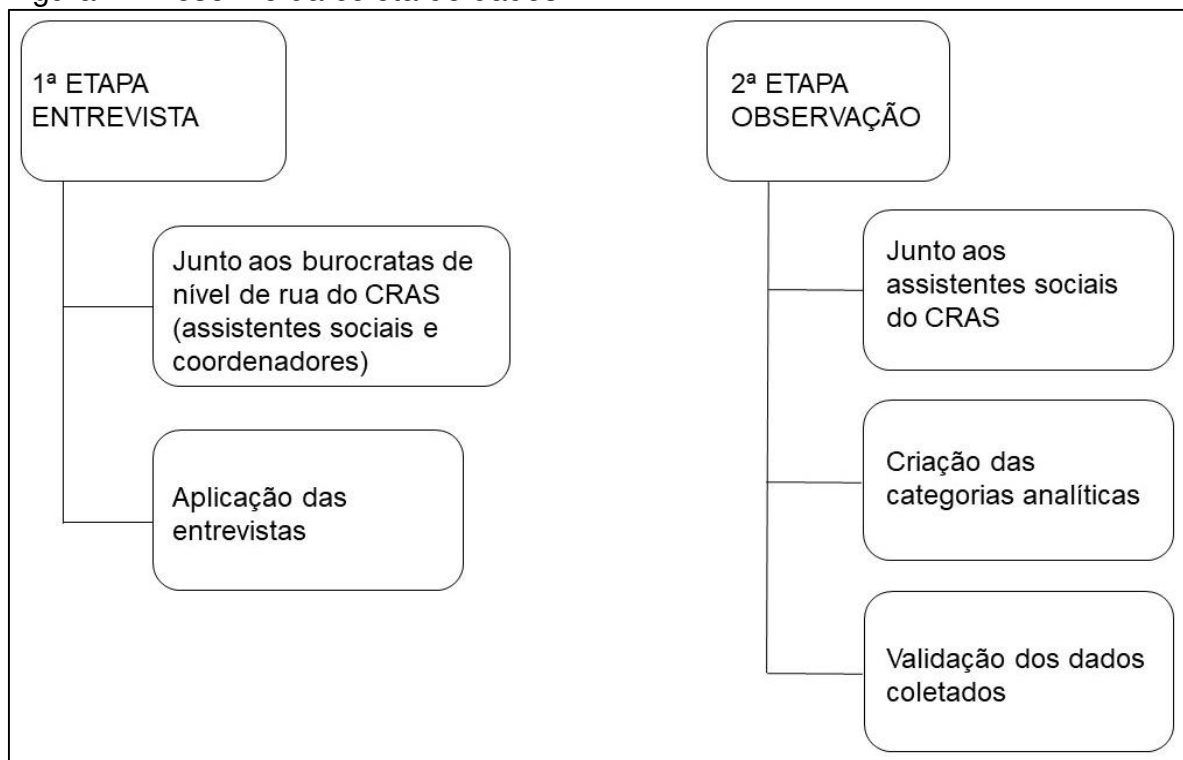 1ª ETAPA
ENTREVISTA
Junto aos burocratas de
nível de rua do CRAS
(assistentes sociais e
coordenadores)
Aplicação das
entrevistas
2ª ETAPA
OBSERVAÇÃO
Junto aos
assistentes sociais
do CRAS
Criação das
categorias analíticas
Validação dos dados
coletados